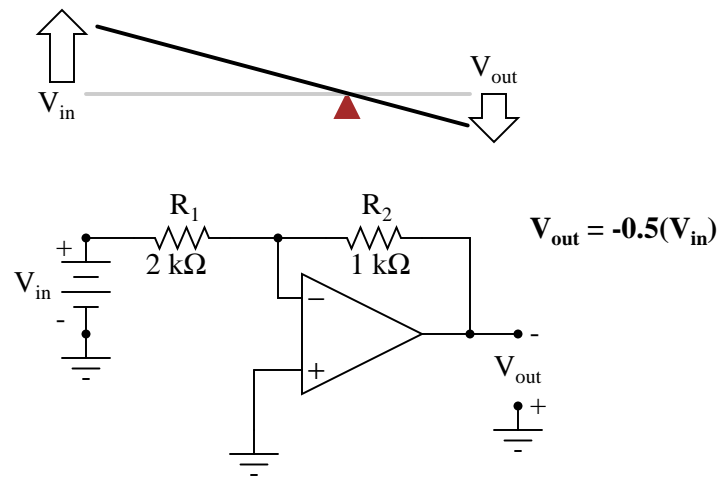 V_out
V_in
R_1
R_2
V_out = -0.5(V_in)
+
2 kΩ
1 kΩ
V_in
−
-
-
V_out
+
+